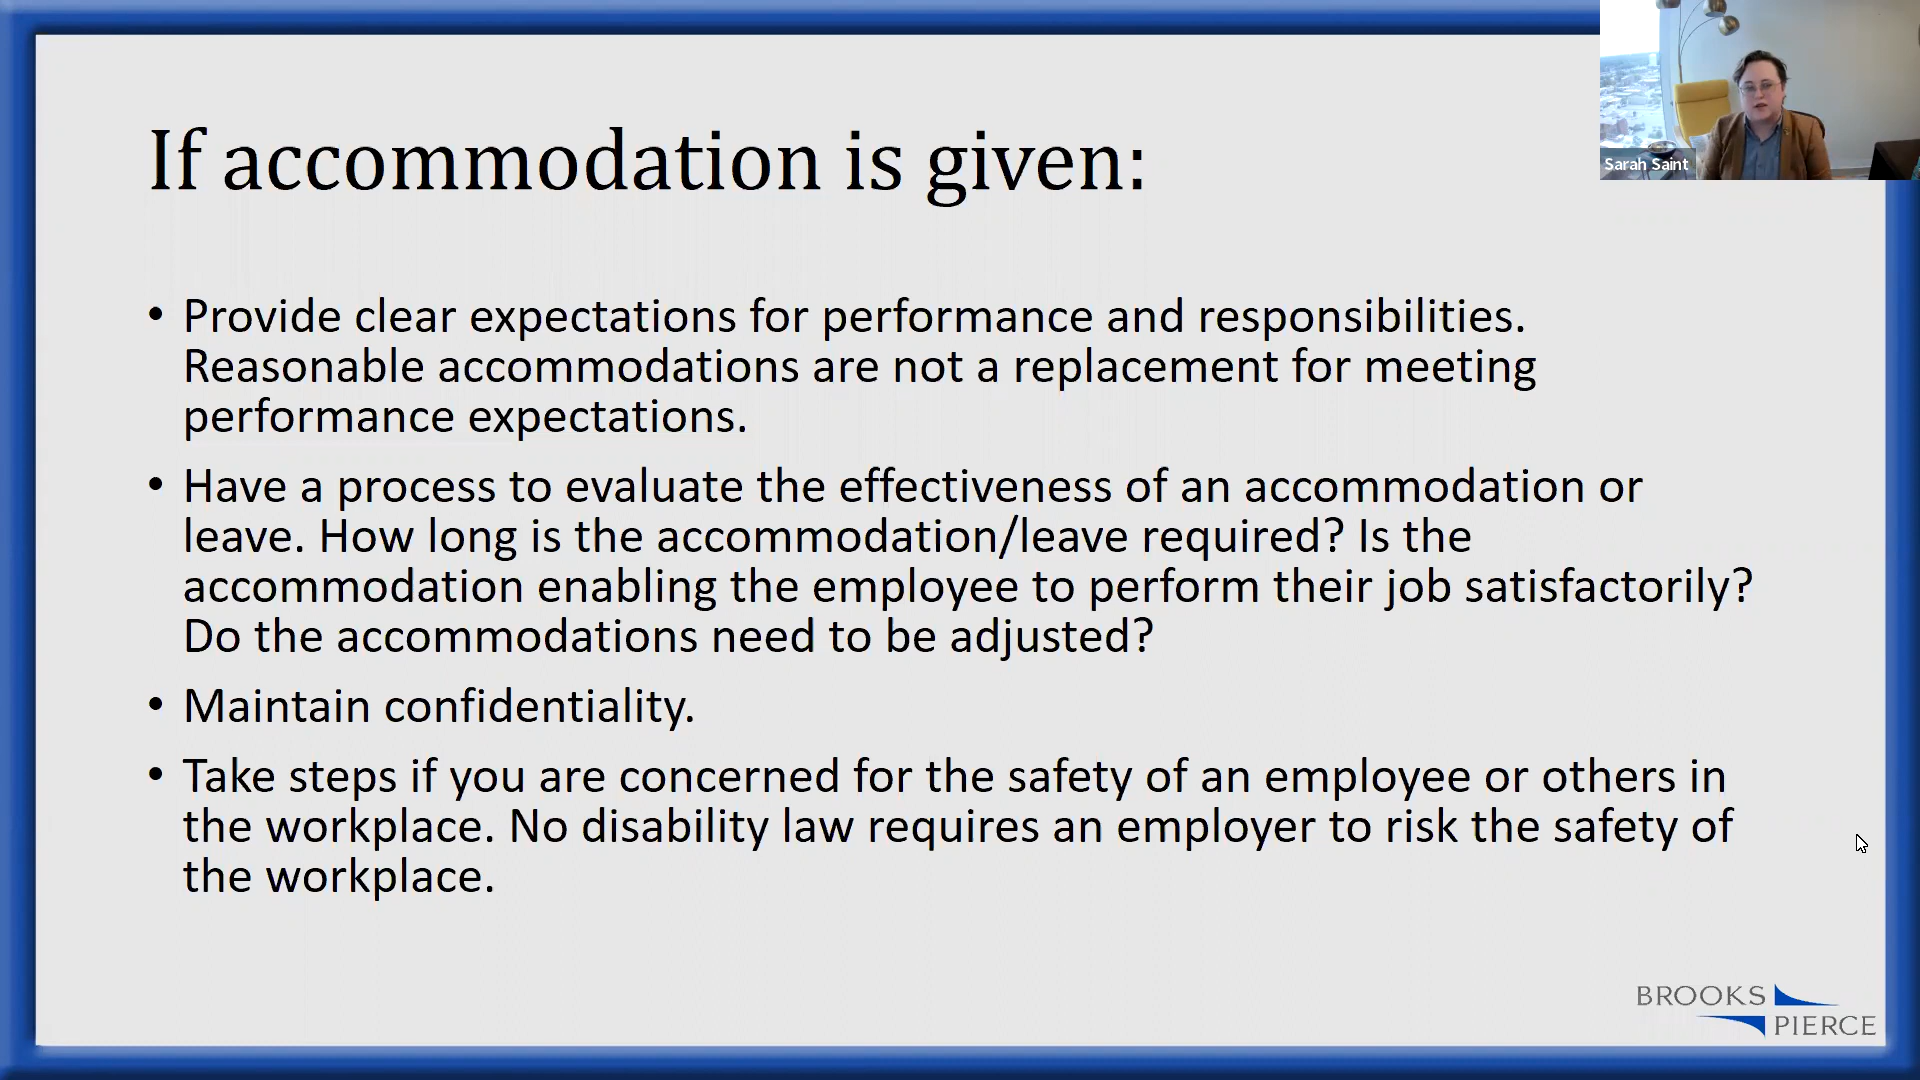 If accommodation is given:
Sarah Saint
• Provide clear expectations for performance and responsibilities.
Reasonable accommodations are not a replacement for meeting
performance expectations.
• Have a process to evaluate the effectiveness of an accommodation or
leave. How long is the accommodation/leave required? Is the
accommodation enabling the employee to perform their job satisfactorily?
Do the accommodations need to be adjusted?
• Maintain confidentiality.
• Take steps if you are concerned for the safety of an employee or others in
the workplace. No disability law requires an employer to risk the safety of
the workplace.
BROOKS
PIERCE